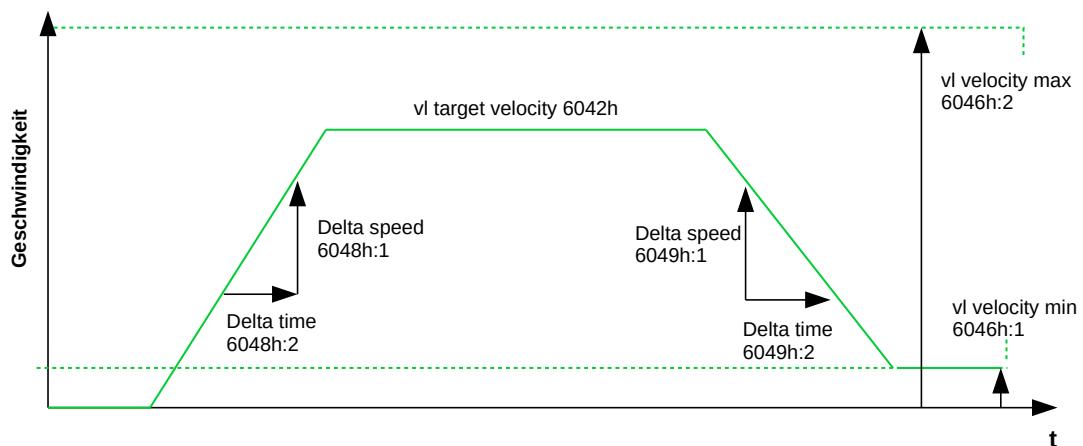 Geschwindigkeit
vl target velocity 6042h
vl velocity max
6046h:2
Delta speed
6048h:1
Delta time
6048h:2
Delta speed
6049h:1
Delta time
6049h:2
vl velocity min
6046h:1
t